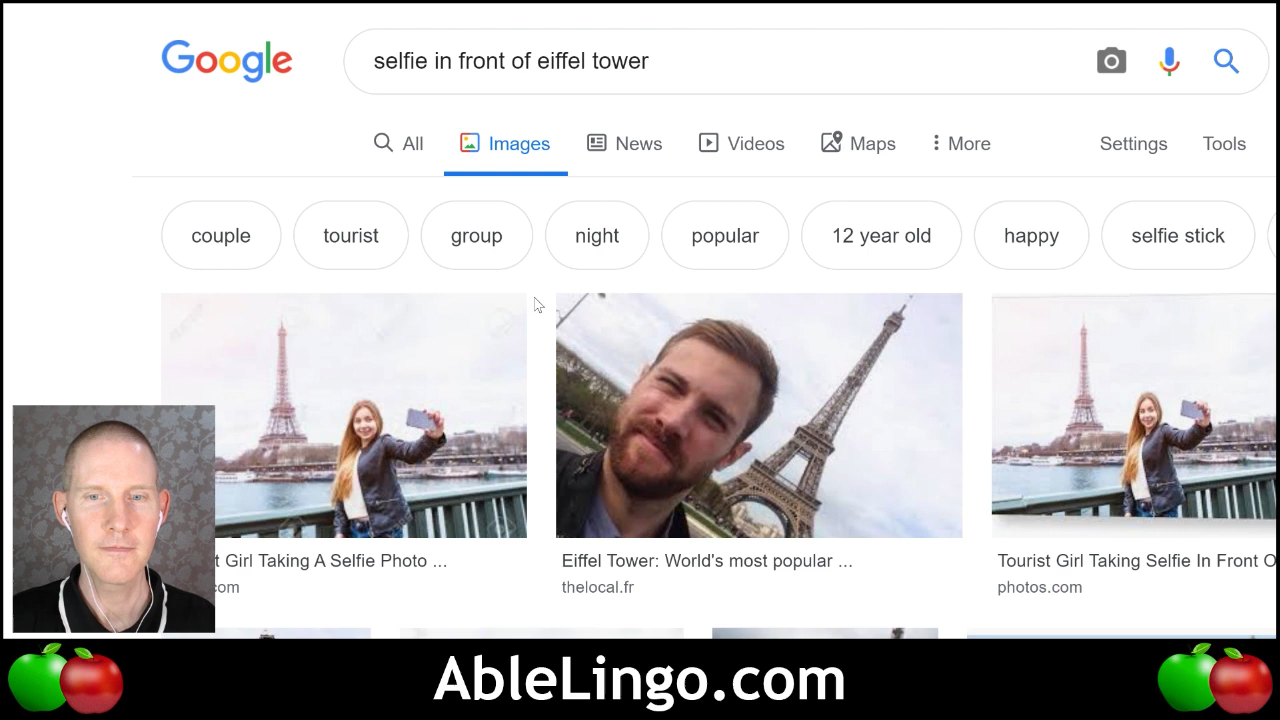 Google
selfie in front of eiffel tower
All Images News Videos Maps More Settings Tools
couple tourist group night popular 12 year old happy selfie stick
t Girl Taking A Selfie Photo ... Eiffel Tower: World's most popular ... Tourist Girl Taking Selfie In Front O
com thelocal.fr photos.com
AbleLingo.com